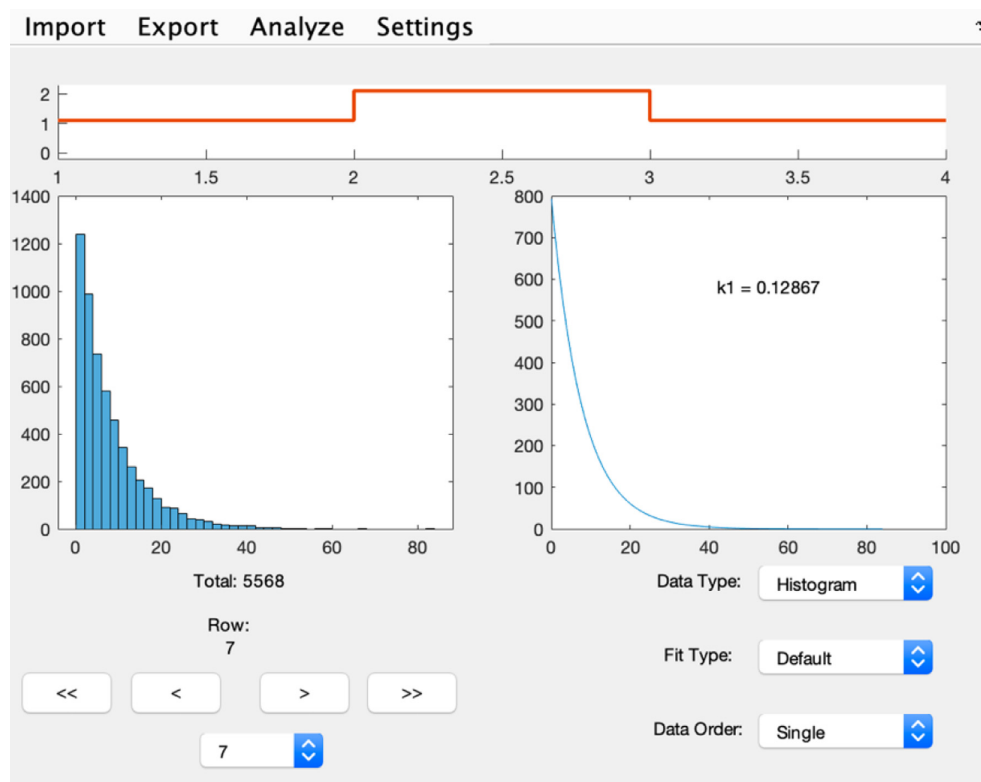 Import Export Analyze Settings
2
1
0
1 1.5 2 2.5 3 3.5 4
1400
1200
1000
800
600
400
200
0
0 20 40 60 80
Total: 5568
800
700
600
500
400
300
200
100
0
k1 = 0.12867
0 20 40 60 80 100
Row:
7
<< < > >>
7
Data Type: Histogram
Fit Type: Default
Data Order: Single